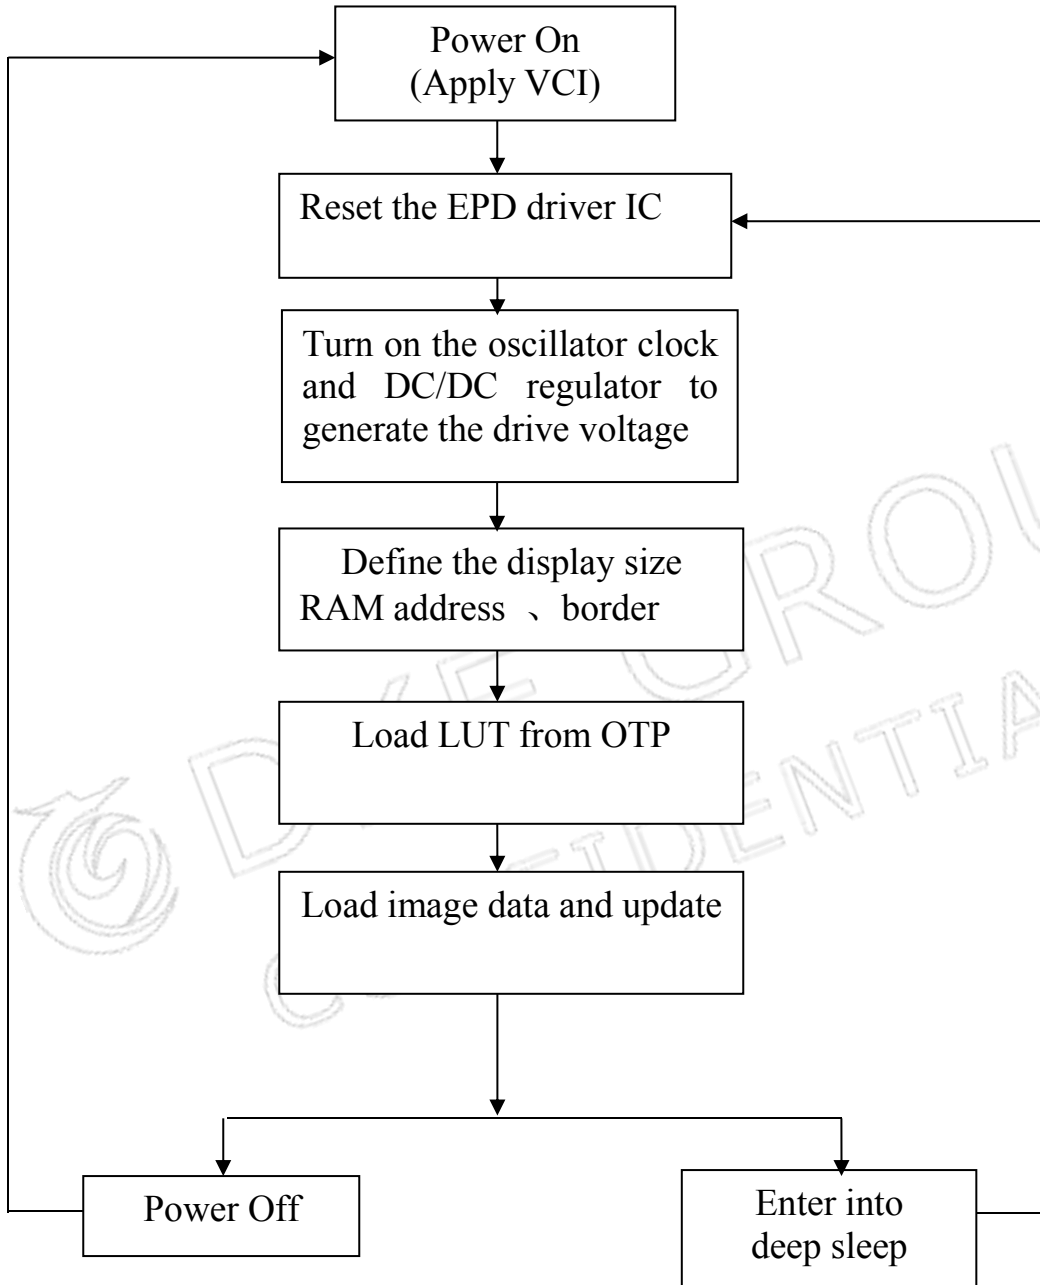 Power On
(Apply VCI)
Reset the EPD driver IC
Turn on the oscillator clock
and DC/DC regulator to
generate the drive voltage
Define the display size
RAM address 、border
Load LUT from OTP
Load image data and update
Power Off
Enter into
deep sleep